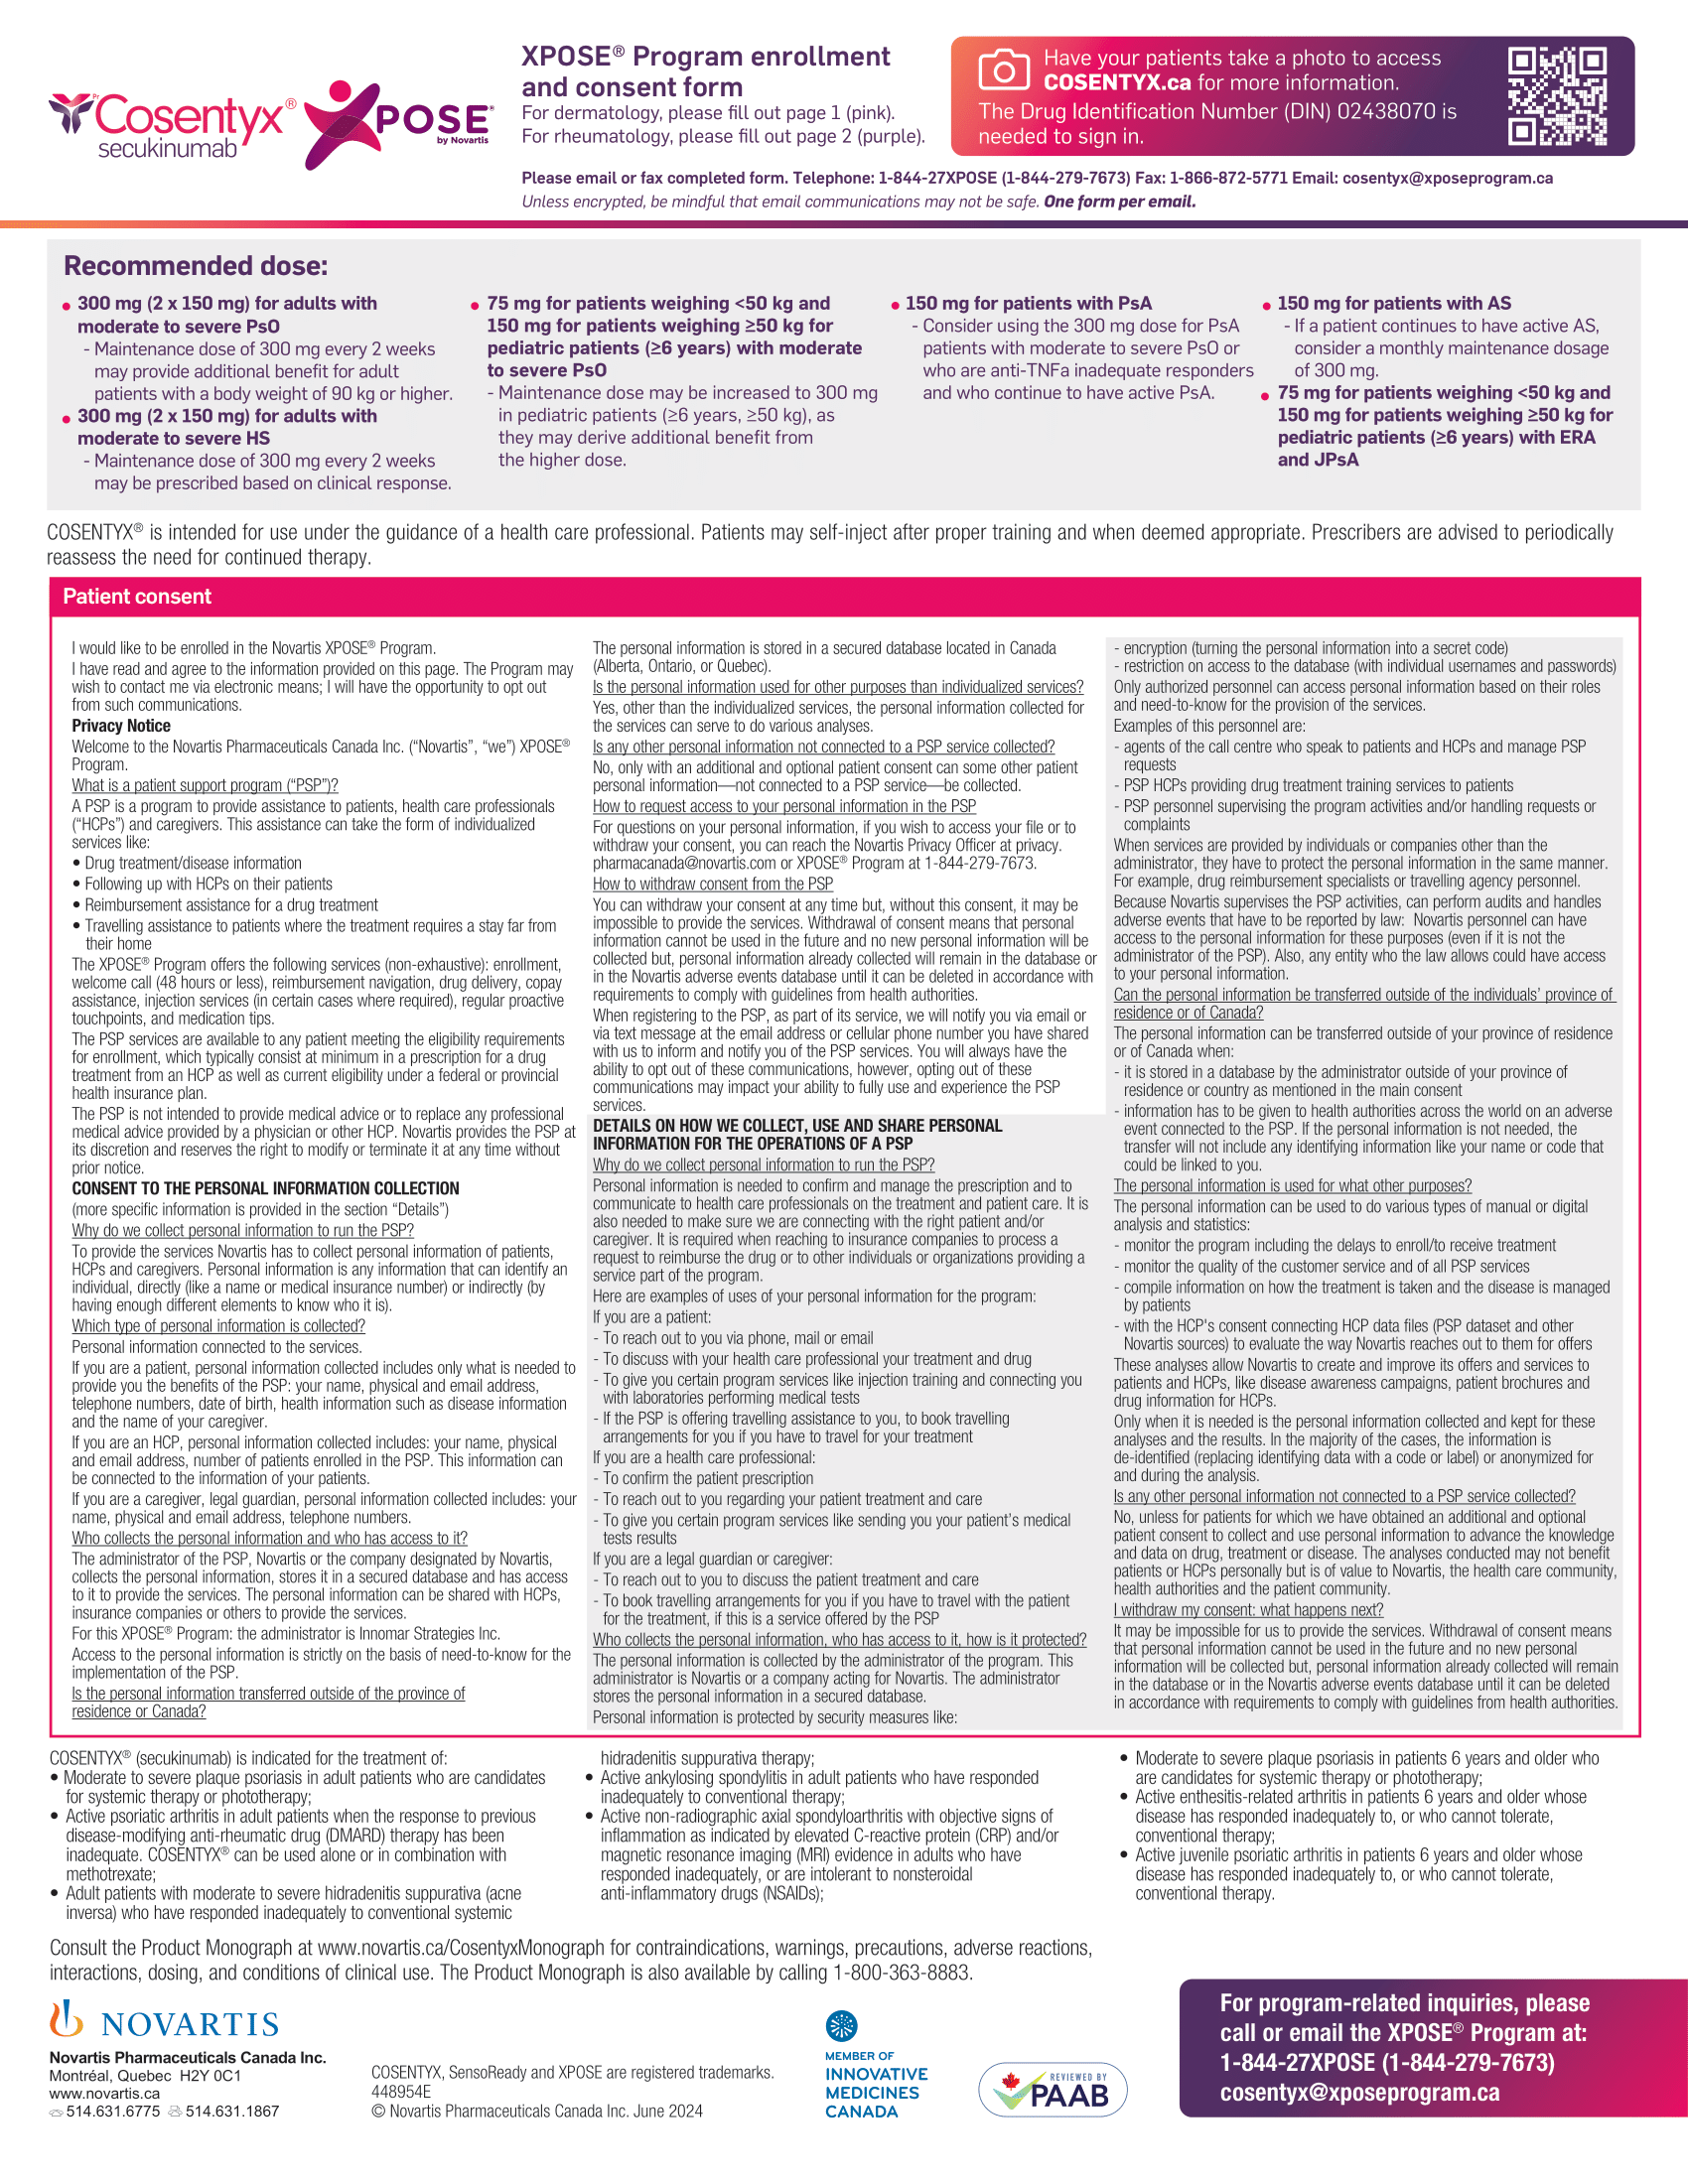 Cosentyx®
secukinumab
XPOSE®
by Novartis
XPOSE® Program enrollment
and consent form
For dermatology, please fill out page 1 (pink).
For rheumatology, please fill out page 2 (purple).
Have your patients take a photo to access
COSENTYX.ca for more information.
The Drug Identification Number (DIN) 02438070 is
needed to sign in.
Please email or fax completed form. Telephone: 1-844-27XPOSE (1-844-279-7673) Fax: 1-866-872-5771 Email: cosentyx@xposeprogram.ca
Unless encrypted, be mindful that email communications may not be safe. One form per email.
Recommended dose:
• 300 mg (2 x 150 mg) for adults with
moderate to severe PsO
- Maintenance dose of 300 mg every 2 weeks
may provide additional benefit for adult
patients with a body weight of 90 kg or higher.
• 300 mg (2 x 150 mg) for adults with
moderate to severe HS
- Maintenance dose of 300 mg every 2 weeks
may be prescribed based on clinical response.
• 75 mg for patients weighing <50 kg and
150 mg for patients weighing ≥50 kg for
pediatric patients (≥6 years) with moderate
to severe PsO
- Maintenance dose may be increased to 300 mg
in pediatric patients (≥6 years, ≥50 kg), as
they may derive additional benefit from
the higher dose.
• 150 mg for patients with PsA
- Consider using the 300 mg dose for PsA
patients with moderate to severe PsO or
who are anti-TNFa inadequate responders
and who continue to have active PsA.
• 150 mg for patients with AS
- If a patient continues to have active AS,
consider a monthly maintenance dosage
of 300 mg.
• 75 mg for patients weighing <50 kg and
150 mg for patients weighing ≥50 kg for
pediatric patients (≥6 years) with ERA
and JPsA
COSENTYX® is intended for use under the guidance of a health care professional. Patients may self-inject after proper training and when deemed appropriate. Prescribers are advised to periodically
reassess the need for continued therapy.
Patient consent
I would like to be enrolled in the Novartis XPOSE® Program.
I have read and agree to the information provided on this page. The Program may
wish to contact me via electronic means; I will have the opportunity to opt out
from such communications.
Privacy Notice
Welcome to the Novartis Pharmaceuticals Canada Inc. (“Novartis”, “we”) XPOSE®
Program.
What is a patient support program (“PSP”)?
A PSP is a program to provide assistance to patients, health care professionals
(“HCPs”) and caregivers. This assistance can take the form of individualized
services like:
• Drug treatment/disease information
• Following up with HCPs on their patients
• Reimbursement assistance for a drug treatment
• Travelling assistance to patients where the treatment requires a stay far from
their home
The XPOSE® Program offers the following services (non-exhaustive): enrollment,
welcome call (48 hours or less), reimbursement navigation, drug delivery, copay
assistance, injection services (in certain cases where required), regular proactive
touchpoints, and medication tips.
The PSP services are available to any patient meeting the eligibility requirements
for enrollment, which typically consist at minimum in a prescription for a drug
treatment from an HCP as well as current eligibility under a federal or provincial
health insurance plan.
The PSP is not intended to provide medical advice or to replace any professional
medical advice provided by a physician or other HCP. Novartis provides the PSP at
its discretion and reserves the right to modify or terminate it at any time without
prior notice.
CONSENT TO THE PERSONAL INFORMATION COLLECTION
(more specific information is provided in the section “Details”)
Why do we collect personal information to run the PSP?
To provide the services Novartis has to collect personal information of patients,
HCPs and caregivers. Personal information is any information that can identify an
individual, directly (like a name or medical insurance number) or indirectly (by
having enough different elements to know who it is).
Which type of personal information is collected?
Personal information connected to the services.
If you are a patient, personal information collected includes only what is needed to
provide you the benefits of the PSP: your name, physical and email address,
telephone numbers, date of birth, health information such as disease information
and the name of your caregiver.
If you are an HCP, personal information collected includes: your name, physical
and email address, number of patients enrolled in the PSP. This information can
be connected to the information of your patients.
If you are a caregiver, legal guardian, personal information collected includes: your
name, physical and email address, telephone numbers.
Who collects the personal information and who has access to it?
The administrator of the PSP, Novartis or the company designated by Novartis,
collects the personal information, stores it in a secured database and has access
to it to provide the services. The personal information can be shared with HCPs,
insurance companies or others to provide the services.
For this XPOSE® Program: the administrator is Innomar Strategies Inc.
Access to the personal information is strictly on the basis of need-to-know for the
implementation of the PSP.
Is the personal information transferred outside of the province of
residence or Canada?
The personal information is stored in a secured database located in Canada
(Alberta, Ontario, or Quebec).
Is the personal information used for other purposes than individualized services?
Yes, other than the individualized services, the personal information collected for
the services can serve to do various analyses.
Is any other personal information not connected to a PSP service collected?
No, only with an additional and optional patient consent can some other patient
personal information—not connected to a PSP service—be collected.
How to request access to your personal information in the PSP
For questions on your personal information, if you wish to access your file or to
withdraw your consent, you can reach the Novartis Privacy Officer at privacy.
pharmacanada@novartis.com or XPOSE® Program at 1-844-279-7673.
How to withdraw consent from the PSP
You can withdraw your consent at any time but, without this consent, it may be
impossible to provide the services. Withdrawal of consent means that personal
information cannot be used in the future and no new personal information will be
collected but, personal information already collected will remain in the database or
in the Novartis adverse events database until it can be deleted in accordance with
requirements to comply with guidelines from health authorities.
When registering to the PSP, as part of its service, we will notify you via email or
via text message at the email address or cellular phone number you have shared
with us to inform and notify you of the PSP services. You will always have the
ability to opt out of these communications, however, opting out of these
communications may impact your ability to fully use and experience the PSP
services.
DETAILS ON HOW WE COLLECT, USE AND SHARE PERSONAL
INFORMATION FOR THE OPERATIONS OF A PSP
Why do we collect personal information to run the PSP?
Personal information is needed to confirm and manage the prescription and to
communicate to health care professionals on the treatment and patient care. It is
also needed to make sure we are connecting with the right patient and/or
caregiver. It is required when reaching to insurance companies to process a
request to reimburse the drug or to other individuals or organizations providing a
service part of the program.
Here are examples of uses of your personal information for the program:
If you are a patient:
- To reach out to you via phone, mail or email
- To discuss with your health care professional your treatment and drug
- To give you certain program services like injection training and connecting you
with laboratories performing medical tests
- If the PSP is offering travelling assistance to you, to book travelling
arrangements for you if you have to travel for your treatment
If you are a health care professional:
- To confirm the patient prescription
- To reach out to you regarding your patient treatment and care
- To give you certain program services like sending you your patient’s medical
tests results
If you are a legal guardian or caregiver:
- To reach out to you to discuss the patient treatment and care
- To book travelling arrangements for you if you have to travel with the patient
for the treatment, if this is a service offered by the PSP
Who collects the personal information, who has access to it, how is it protected?
The personal information is collected by the administrator of the program. This
administrator is Novartis or a company acting for Novartis. The administrator
stores the personal information in a secured database.
Personal information is protected by security measures like:
- encryption (turning the personal information into a secret code)
- restriction on access to the database (with individual usernames and passwords)
Only authorized personnel can access personal information based on their roles
and need-to-know for the provision of the services.
Examples of this personnel are:
- agents of the call centre who speak to patients and HCPs and manage PSP
requests
- PSP HCPs providing drug treatment training services to patients
- PSP personnel supervising the program activities and/or handling requests or
complaints
When services are provided by individuals or companies other than the
administrator, they have to protect the personal information in the same manner.
For example, drug reimbursement specialists or travelling agency personnel.
Because Novartis supervises the PSP activities, can perform audits and handles
adverse events that have to be reported by law: Novartis personnel can have
access to the personal information for these purposes (even if it is not the
administrator of the PSP). Also, any entity who the law allows could have access
to your personal information.
Can the personal information be transferred outside of the individuals’ province of
residence or of Canada?
The personal information can be transferred outside of your province of residence
or of Canada when:
- it is stored in a database by the administrator outside of your province of
residence or country as mentioned in the main consent
- information has to be given to health authorities across the world on an adverse
event connected to the PSP. If the personal information is not needed, the
transfer will not include any identifying information like your name or code that
could be linked to you.
The personal information is used for what other purposes?
The personal information can be used to do various types of manual or digital
analysis and statistics:
- monitor the program including the delays to enroll/to receive treatment
- monitor the quality of the customer service and of all PSP services
- compile information on how the treatment is taken and the disease is managed
by patients
- with the HCP's consent connecting HCP data files (PSP dataset and other
Novartis sources) to evaluate the way Novartis reaches out to them for offers
These analyses allow Novartis to create and improve its offers and services to
patients and HCPs, like disease awareness campaigns, patient brochures and
drug information for HCPs.
Only when it is needed is the personal information collected and kept for these
analyses and the results. In the majority of the cases, the information is
de-identified (replacing identifying data with a code or label) or anonymized for
and during the analysis.
Is any other personal information not connected to a PSP service collected?
No, unless for patients for which we have obtained an additional and optional
patient consent to collect and use personal information to advance the knowledge
and data on drug, treatment or disease. The analyses conducted may not benefit
patients or HCPs personally but is of value to Novartis, the health care community,
health authorities and the patient community.
I withdraw my consent: what happens next?
It may be impossible for us to provide the services. Withdrawal of consent means
that personal information cannot be used in the future and no new personal
information will be collected but, personal information already collected will remain
in the database or in the Novartis adverse events database until it can be deleted
in accordance with requirements to comply with guidelines from health authorities.
COSENTYX® (secukinumab) is indicated for the treatment of:
• Moderate to severe plaque psoriasis in adult patients who are candidates
for systemic therapy or phototherapy;
• Active psoriatic arthritis in adult patients when the response to previous
disease-modifying anti-rheumatic drug (DMARD) therapy has been
inadequate. COSENTYX® can be used alone or in combination with
methotrexate;
• Adult patients with moderate to severe hidradenitis suppurativa (acne
inversa) who have responded inadequately to conventional systemic
hidradenitis suppurativa therapy;
• Active ankylosing spondylitis in adult patients who have responded
inadequately to conventional therapy;
• Active non-radiographic axial spondyloarthritis with objective signs of
inflammation as indicated by elevated C-reactive protein (CRP) and/or
magnetic resonance imaging (MRI) evidence in adults who have
responded inadequately, or are intolerant to nonsteroidal
anti-inflammatory drugs (NSAIDs);
• Moderate to severe plaque psoriasis in patients 6 years and older who
are candidates for systemic therapy or phototherapy;
• Active enthesitis-related arthritis in patients 6 years and older whose
disease has responded inadequately to, or who cannot tolerate,
conventional therapy;
• Active juvenile psoriatic arthritis in patients 6 years and older whose
disease has responded inadequately to, or who cannot tolerate,
conventional therapy.
Consult the Product Monograph at www.novartis.ca/CosentyxMonograph for contraindications, warnings, precautions, adverse reactions,
interactions, dosing, and conditions of clinical use. The Product Monograph is also available by calling 1-800-363-8883.
NOVARTIS
Novartis Pharmaceuticals Canada Inc.
Montréal, Quebec H2Y 0C1
www.novartis.ca
514.631.6775 514.631.1867
COSENTYX, SensoReady and XPOSE are registered trademarks.
448954E
© Novartis Pharmaceuticals Canada Inc. June 2024
MEMBER OF
INNOVATIVE
MEDICINES
CANADA
REVIEWED BY
PAAB
For program-related inquiries, please
call or email the XPOSE® Program at:
1-844-27XPOSE (1-844-279-7673)
cosentyx@xposeprogram.ca